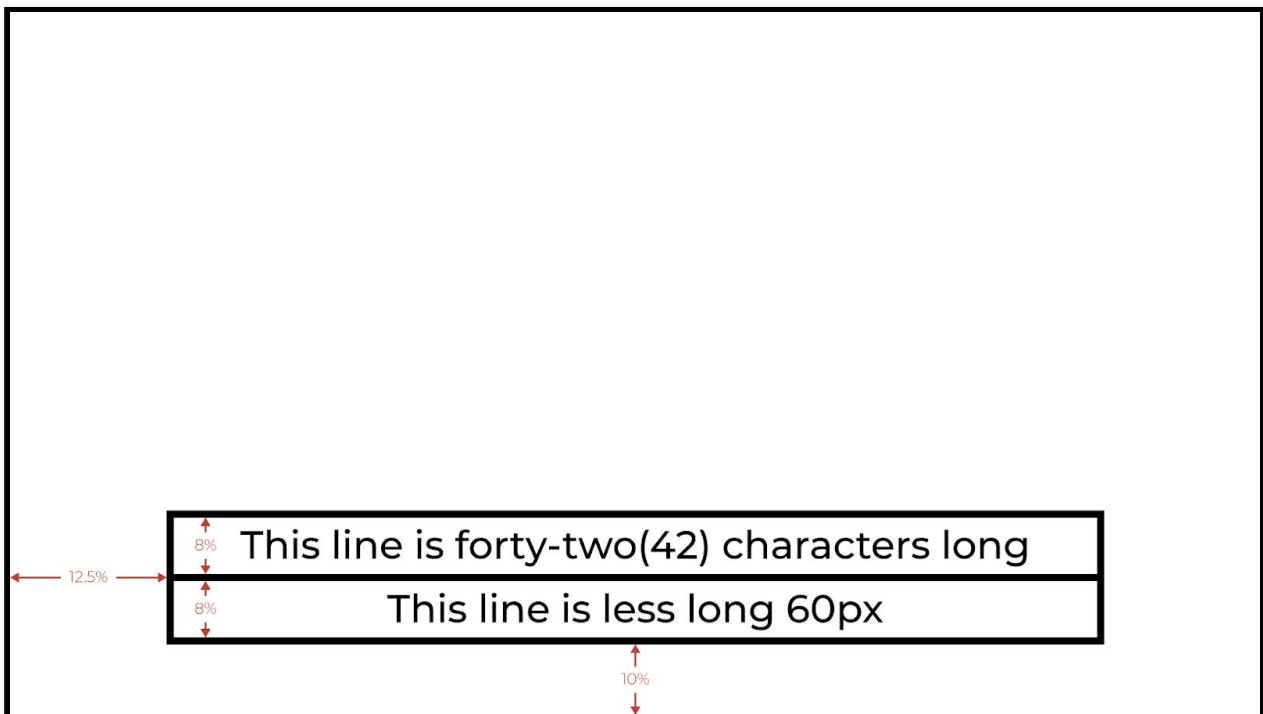 8%
This line is forty-two(42) characters long
12.5%
8%
This line is less long 60px
10%